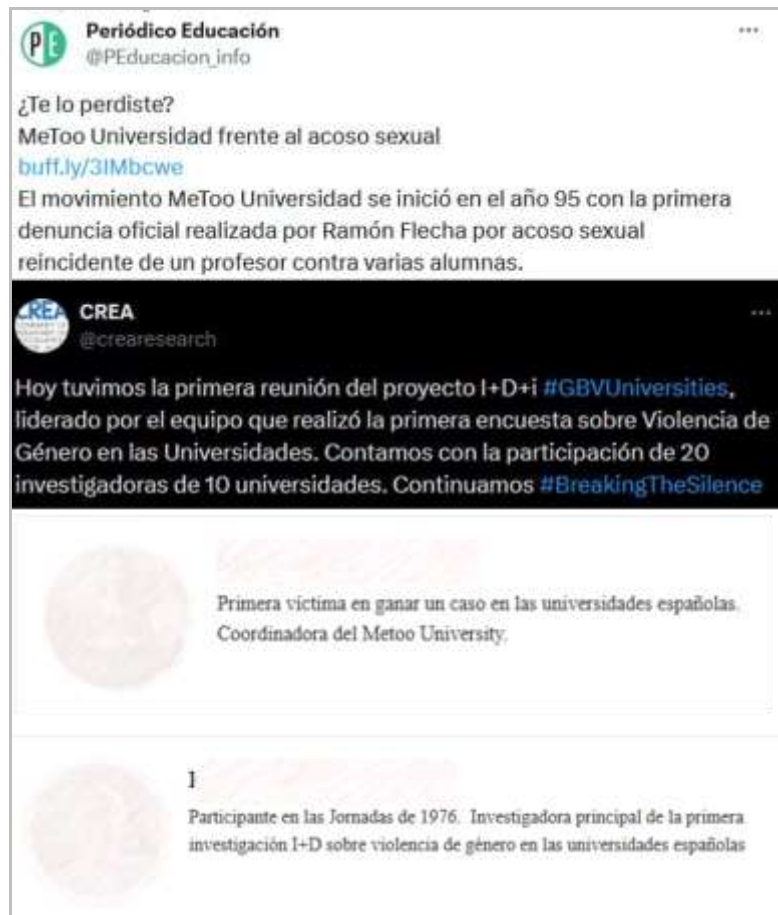 PE
Periódico Educación
@PEducacion_info
¿Te lo perdiste?
MeToo Universidad frente al acoso sexual
buff.ly/3IMbcwe
El movimiento MeToo Universidad se inició en el año 95 con la primera
denuncia oficial realizada por Ramón Flecha por acoso sexual
reincidente de un profesor contra varias alumnas.
CREA
CREA
@crearesearch
Hoy tuvimos la primera reunión del proyecto I+D+i #GBVUniversities,
liderado por el equipo que realizó la primera encuesta sobre Violencia de
Género en las Universidades. Contamos con la participación de 20
investigadoras de 10 universidades. Continuamos #BreakingTheSilence
Primera víctima en ganar un caso en las universidades españolas.
Coordinadora del Metoo University.
Participante en las Jornadas de 1976. Investigadora principal de la primera
investigación I+D sobre violencia de género en las universidades españolas